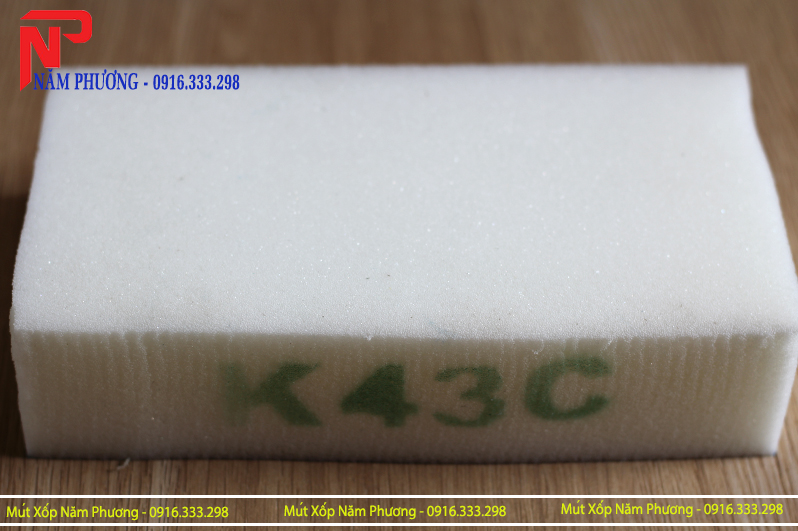 NP
NĂM PHƯƠNG - 0916.333.298
K43C
Mút Xốp Năm Phương - 0916.333.298 Mút Xốp Năm Phương - 0916.333.298 Mút Xốp Năm Phương - 0916.333.298